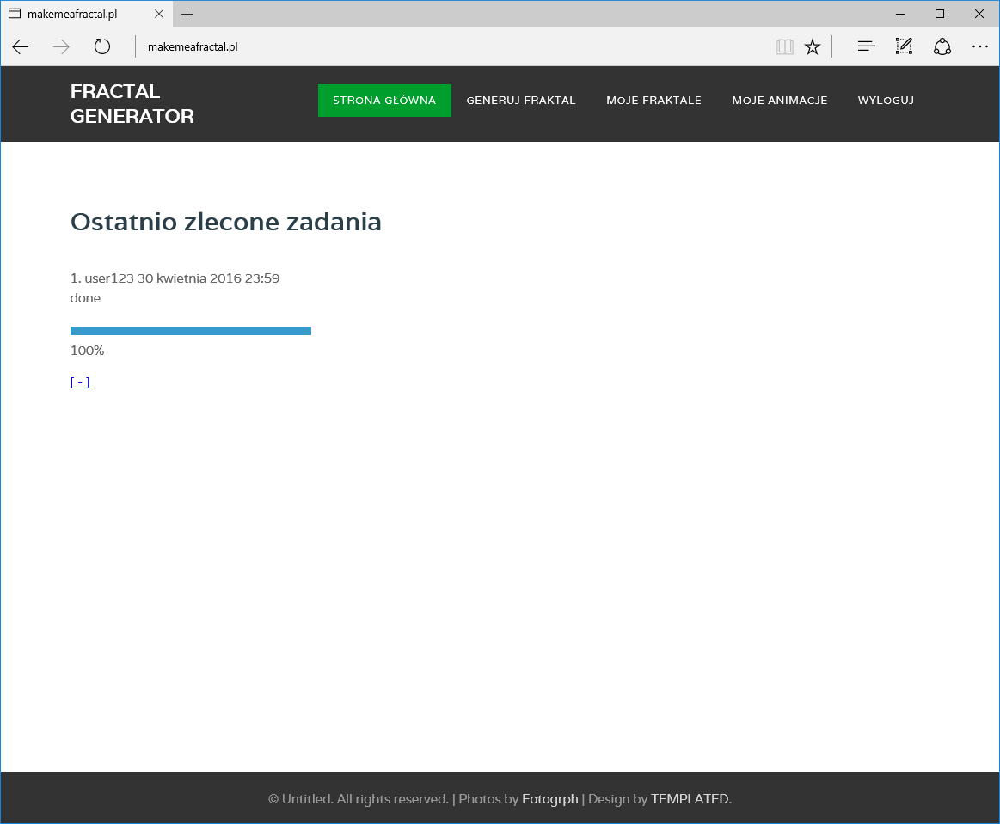 makemeafractal.pl
makemeafractal.pl
FRACTAL
GENERATOR
STRONA GŁÓWNA GENERUJ FRAKTAL MOJE FRAKTALE MOJE ANIMACJE WYLOGUJ
Ostatnio zlecone zadania
1. user123 30 kwietnia 2016 23:59
done
100%
[ - ]
© Untitled. All rights reserved. | Photos by Fotogrph | Design by TEMPLATED.